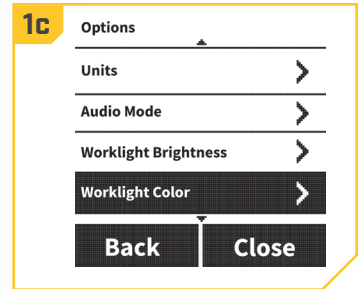 1c
Options
Units
Audio Mode
Worklight Brightness
Worklight Color
Back Close